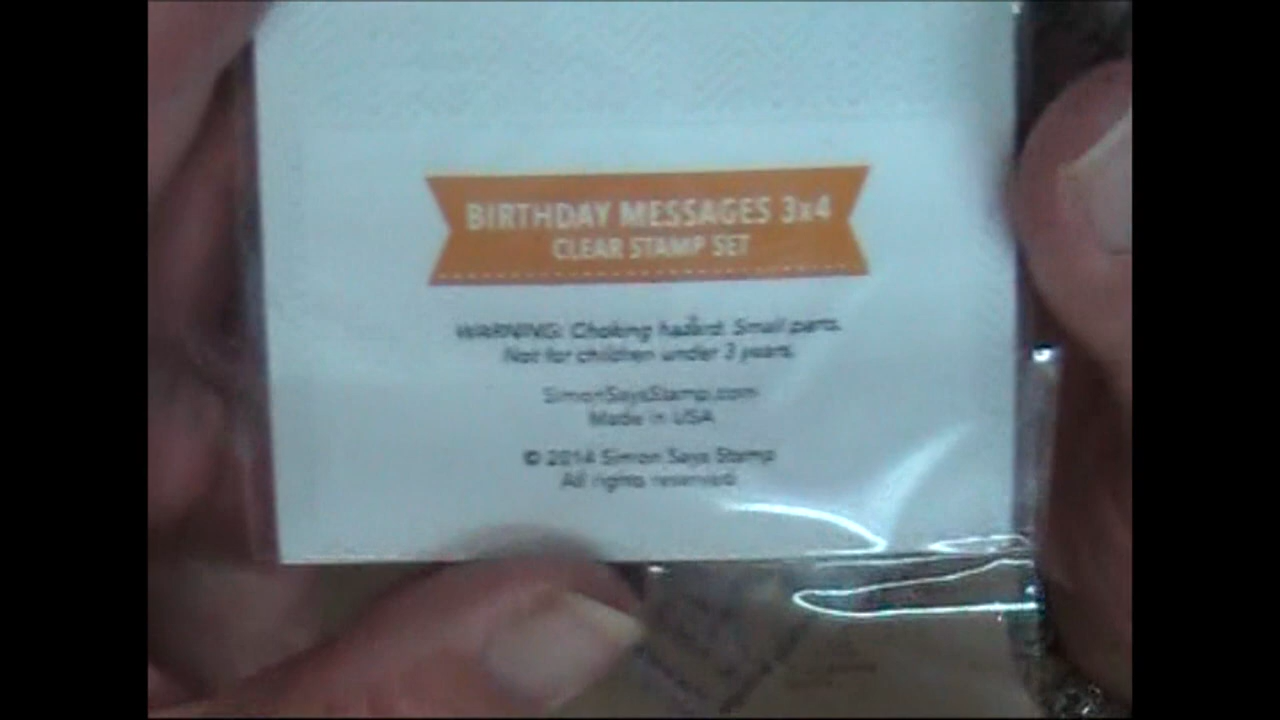 BIRTHDAY MESSAGES 3x4
CLEAR STAMP SET
WARNING: Choking hazard. Small parts.
Not for children under 3 years.
SimonSaysStamp.com
Made in USA
© 2014 Simon Says Stamp
All rights reserved